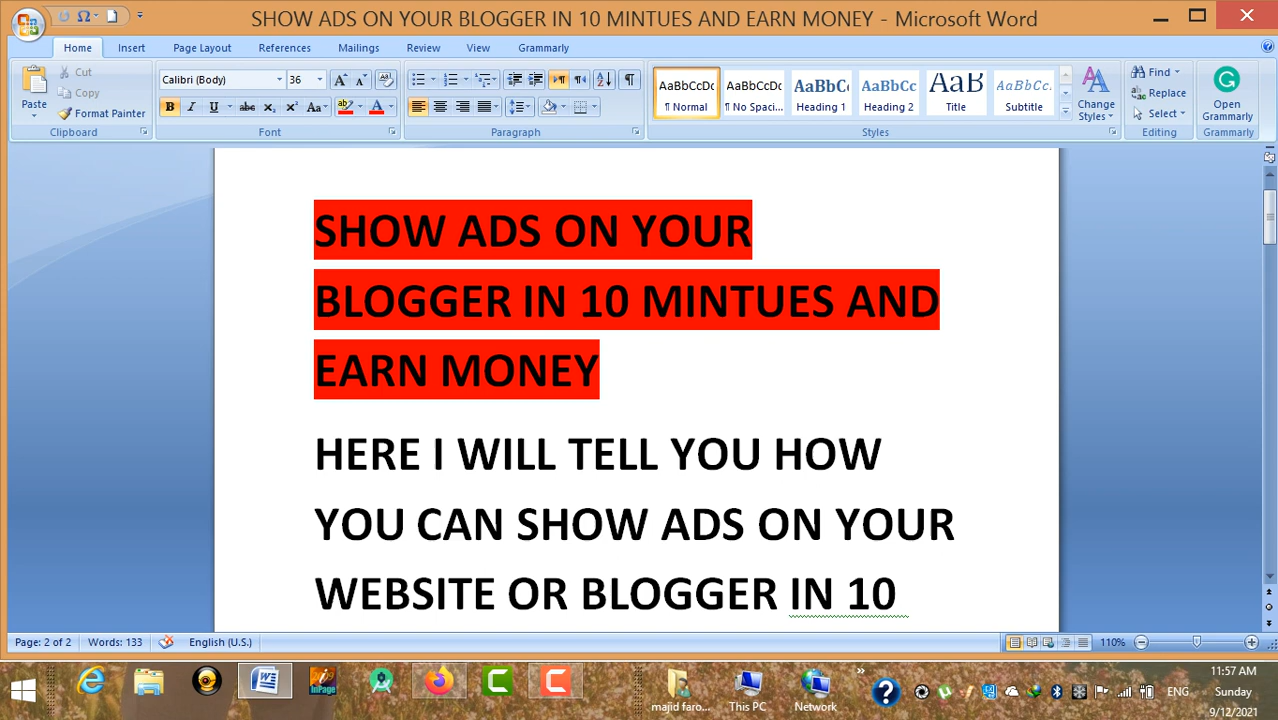 SHOW ADS ON YOUR BLOGGER IN 10 MINTUES AND EARN MONEY - Microsoft Word
Home Insert Page Layout References Mailings Review View Grammarly
Paste
Cut
Copy
Format Painter
Clipboard
Calibri (Body) 36
Font
Paragraph
AaBbCcDc AaBbCcDc AaBbC AaBbCc AaB AaBbCcL
¶ Normal ¶ No Spaci... Heading 1 Heading 2 Title Subtitle
Change Styles
Styles
Find
Replace
Select
Editing
Open Grammarly
Grammarly
SHOW ADS ON YOUR
BLOGGER IN 10 MINTUES AND
EARN MONEY
HERE I WILL TELL YOU HOW
YOU CAN SHOW ADS ON YOUR
WEBSITE OR BLOGGER IN 10
Page: 2 of 2 Words: 133 English (U.S.) 110%
InPage
majid faro... This PC Network
ENG
11:57 AM
Sunday
9/12/2021